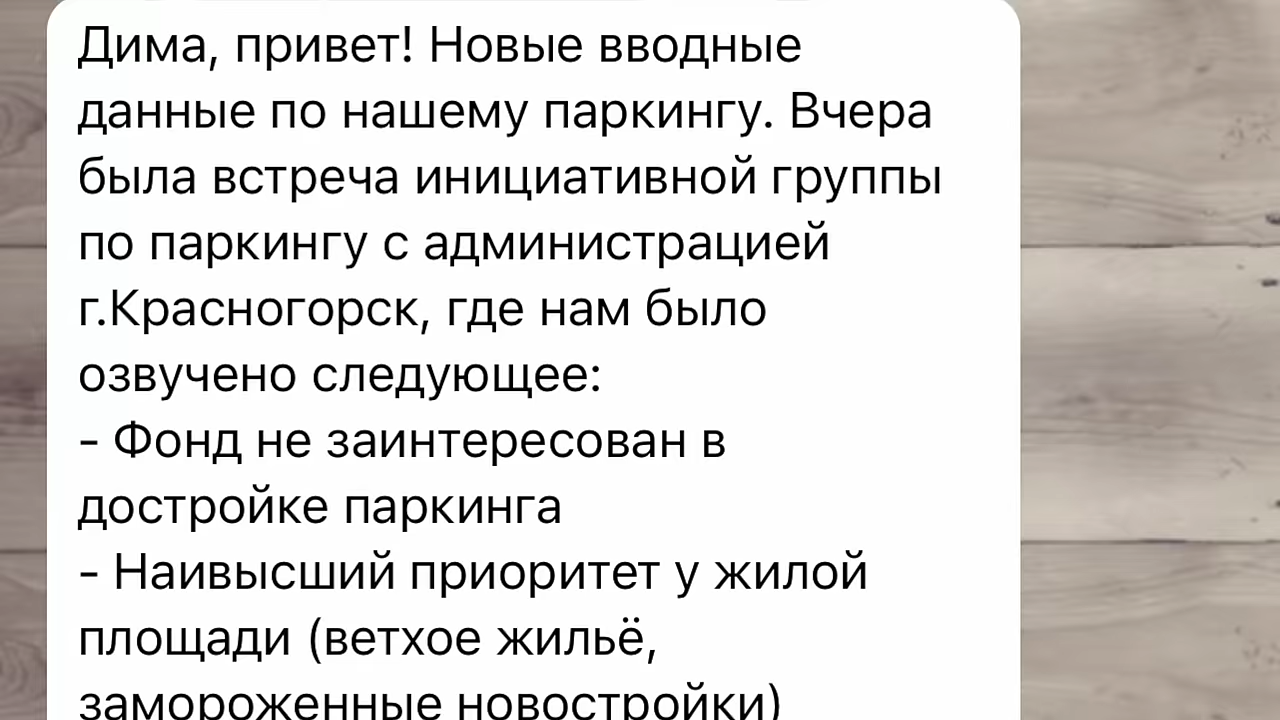 Дима, привет! Новые вводные
данные по нашему паркингу. Вчера
была встреча инициативной группы
по паркингу с администрацией
г.Красногорск, где нам было
озвучено следующее:
- Фонд не заинтересован в
достройке паркинга
- Наивысший приоритет у жилой
площади (ветхое жильё,
замороженные новостройки)